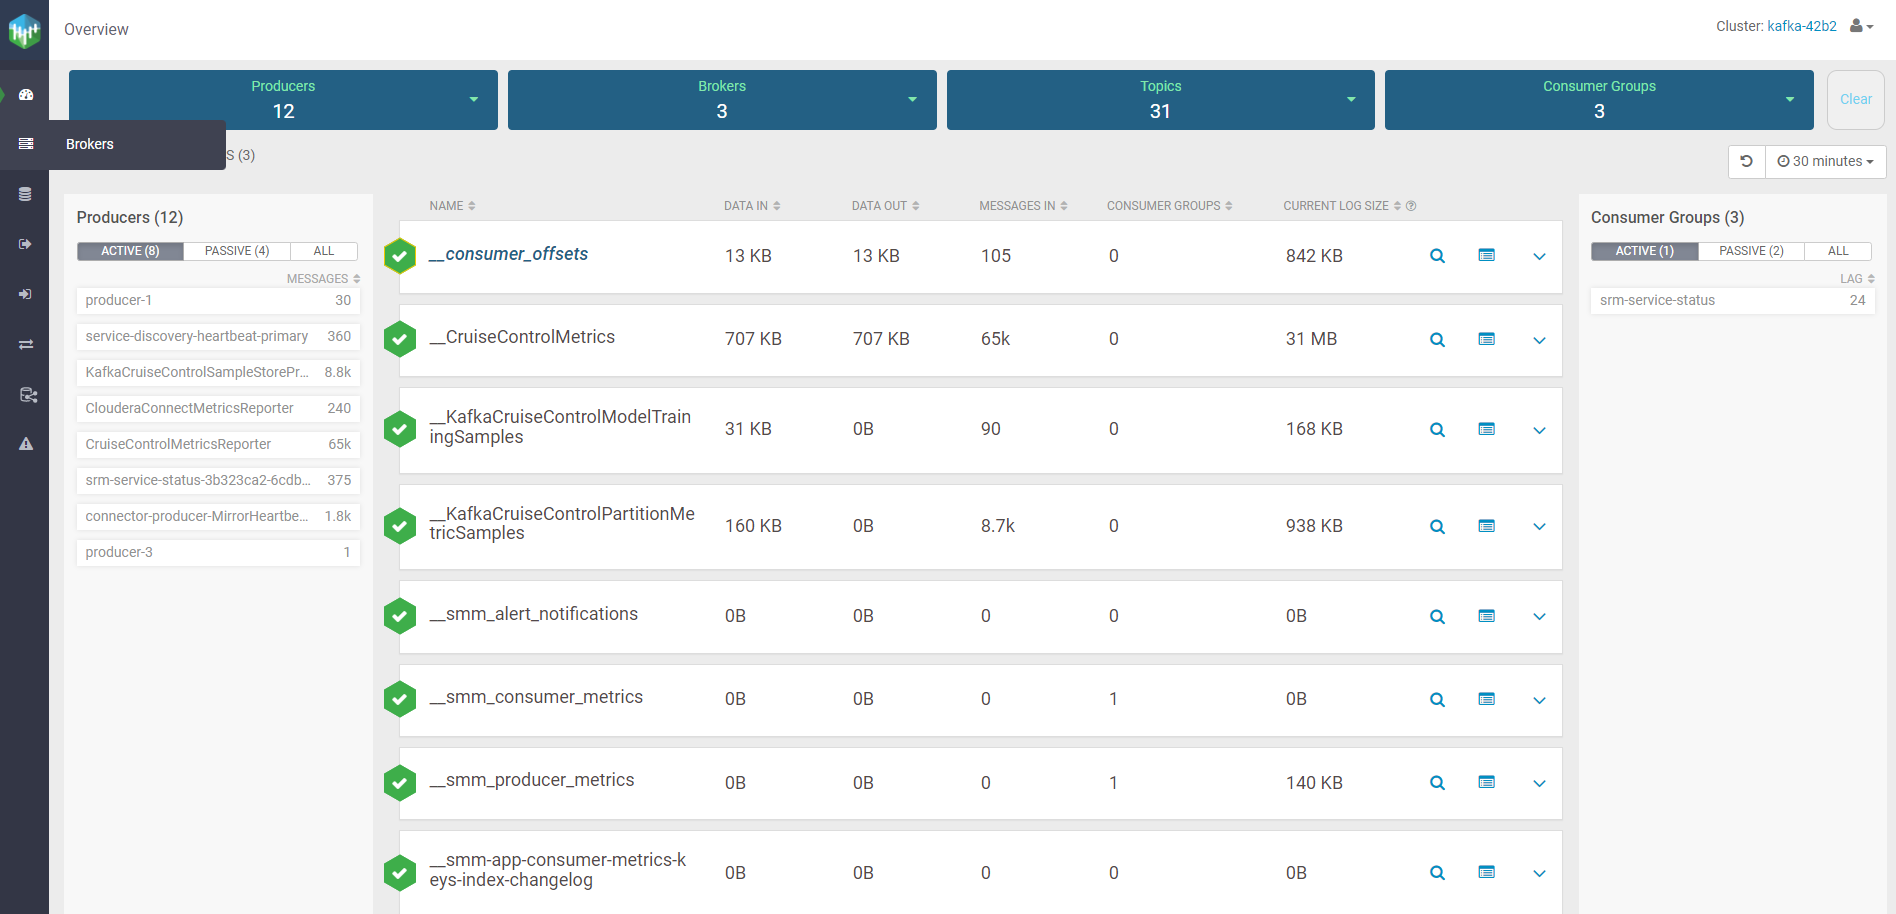 Overview
Cluster: kafka-42b2
Producers
12
Brokers
3
Topics
31
Consumer Groups
3
Clear
Brokers
S (3)
30 minutes
Producers (12)
ACTIVE (8) PASSIVE (4) ALL
MESSAGES
producer-1 30
service-discovery-heartbeat-primary 360
KafkaCruiseControlSampleStorePr... 8.8k
ClouderaConnectMetricsReporter 240
CruiseControlMetricsReporter 65k
srm-service-status-3b323ca2-6cdb... 375
connector-producer-MirrorHeartbe... 1.8k
producer-3 1
NAME DATA IN DATA OUT MESSAGES IN CONSUMER GROUPS CURRENT LOG SIZE
__consumer_offsets 13 KB 13 KB 105 0 842 KB
__CruiseControlMetrics 707 KB 707 KB 65k 0 31 MB
__KafkaCruiseControlModelTrain
ingSamples 31 KB 0B 90 0 168 KB
__KafkaCruiseControlPartitionMe
tricSamples 160 KB 0B 8.7k 0 938 KB
__smm_alert_notifications 0B 0B 0 0 0B
__smm_consumer_metrics 0B 0B 0 1 0B
__smm_producer_metrics 0B 0B 0 1 140 KB
__smm-app-consumer-metrics-k
eys-index-changelog 0B 0B 0 0 0B
Consumer Groups (3)
ACTIVE (1) PASSIVE (2) ALL
LAG
srm-service-status 24